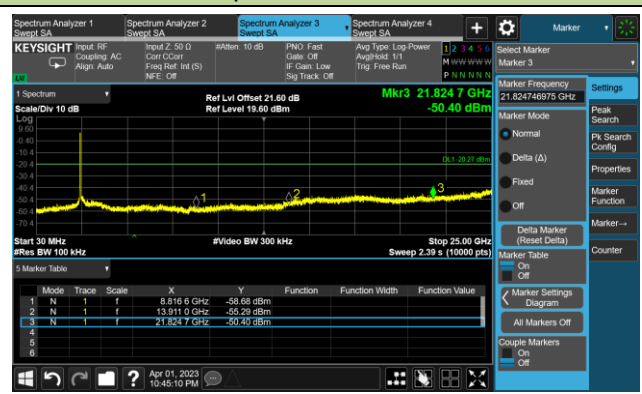 Spectrum Analyzer 1
Swept SA
Spectrum Analyzer 2
Swept SA
Spectrum Analyzer 3
Swept SA
Spectrum Analyzer 4
Swept SA
Marker
KEYSIGHT
Input: RF
Coupling: AC
Align: Auto
Input Z: 50 Ω
Corr CCorr
Freq Ref: Int (S)
NFE: Off
#Atten: 10 dB
PNO: Fast
Gate: Off
IF Gain: Low
Sig Track: Off
Avg Type: Log-Power
Avg|Hold: 1/1
Trig: Free Run
1 2 3 4 5 6
M W W W W W
P N N N N N
LXI
1 Spectrum
Scale/Div 10 dB
Ref Lvl Offset 21.60 dB
Ref Level 19.60 dBm
Mkr3 21.824 7 GHz
-50.40 dBm
Log
9.60
-0.40
-10.4
-20.4
-30.4
-40.4
-50.4
-60.4
-70.4
DL1 -20.27 dBm
1
2
3
Start 30 MHz
#Res BW 100 kHz
#Video BW 300 kHz
Stop 25.00 GHz
Sweep 2.39 s (10000 pts)
5 Marker Table
Mode Trace Scale X Y Function Function Width Function Value
1 N 1 f 8.816 6 GHz -58.68 dBm
2 N 1 f 13.911 0 GHz -55.29 dBm
3 N 1 f 21.824 7 GHz -50.40 dBm
4
5
6
Apr 01, 2023
10:45:10 PM
?
Select Marker
Marker 3
Marker Frequency
21.824746975 GHz
Marker Mode
Normal
Delta (Δ)
Fixed
Off
Delta Marker
(Reset Delta)
Marker Table
On
Off
Marker Settings
Diagram
All Markers Off
Couple Markers
On
Off
Settings
Peak
Search
Pk Search
Config
Properties
Marker
Function
Marker→
Counter